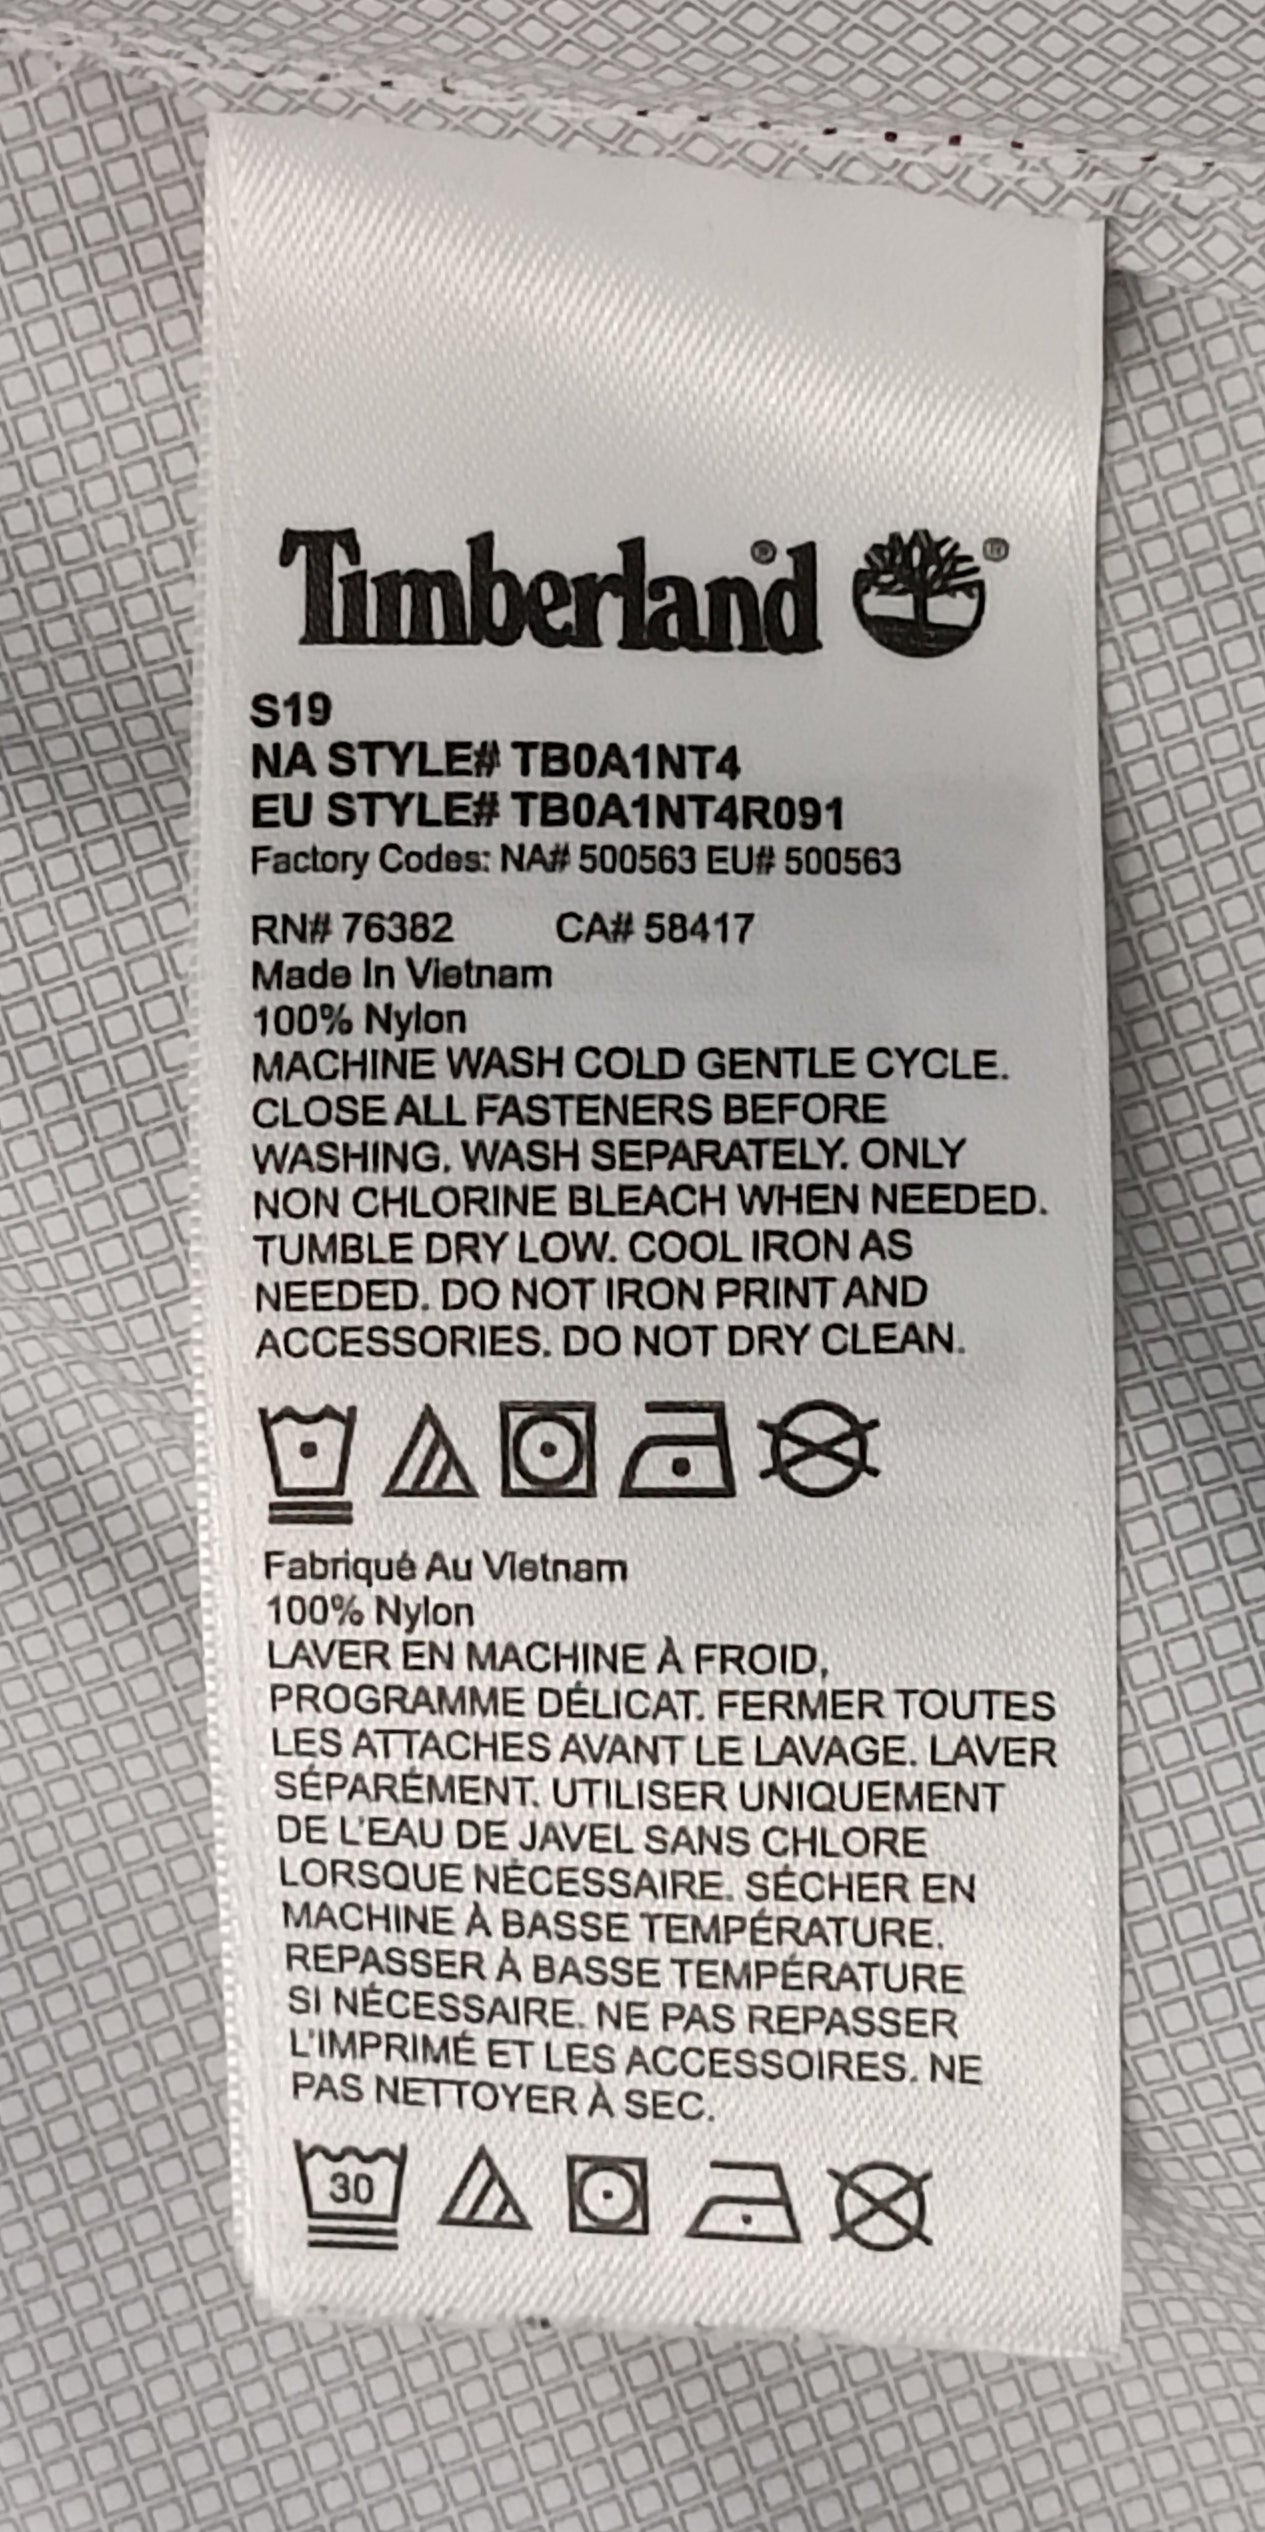 Timberland® ®
S19
NA STYLE# TB0A1NT4
EU STYLE# TB0A1NT4R091
Factory Codes: NA# 500563 EU# 500563
RN# 76382 CA# 58417
Made In Vietnam
100% Nylon
MACHINE WASH COLD GENTLE CYCLE.
CLOSE ALL FASTENERS BEFORE
WASHING. WASH SEPARATELY. ONLY
NON CHLORINE BLEACH WHEN NEEDED.
TUMBLE DRY LOW. COOL IRON AS
NEEDED. DO NOT IRON PRINT AND
ACCESSORIES. DO NOT DRY CLEAN.
Fabriqué Au Vietnam
100% Nylon
LAVER EN MACHINE À FROID,
PROGRAMME DÉLICAT. FERMER TOUTES
LES ATTACHES AVANT LE LAVAGE. LAVER
SÉPARÉMENT. UTILISER UNIQUEMENT
DE L'EAU DE JAVEL SANS CHLORE
LORSQUE NÉCESSAIRE. SÉCHER EN
MACHINE À BASSE TEMPÉRATURE.
REPASSER À BASSE TEMPÉRATURE
SI NÉCESSAIRE. NE PAS REPASSER
L'IMPRIMÉ ET LES ACCESSOIRES. NE
PAS NETTOYER À SEC.
30